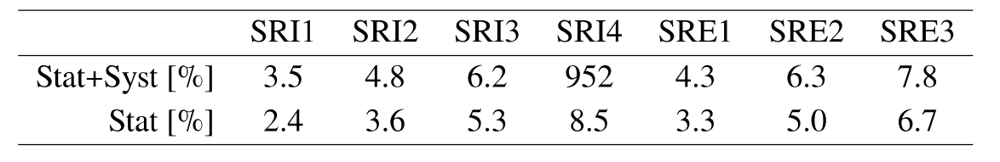 SRI1 SRI2 SRI3 SRI4 SRE1 SRE2 SRE3
Stat+Syst [%] 3.5 4.8 6.2 952 4.3 6.3 7.8
Stat [%] 2.4 3.6 5.3 8.5 3.3 5.0 6.7